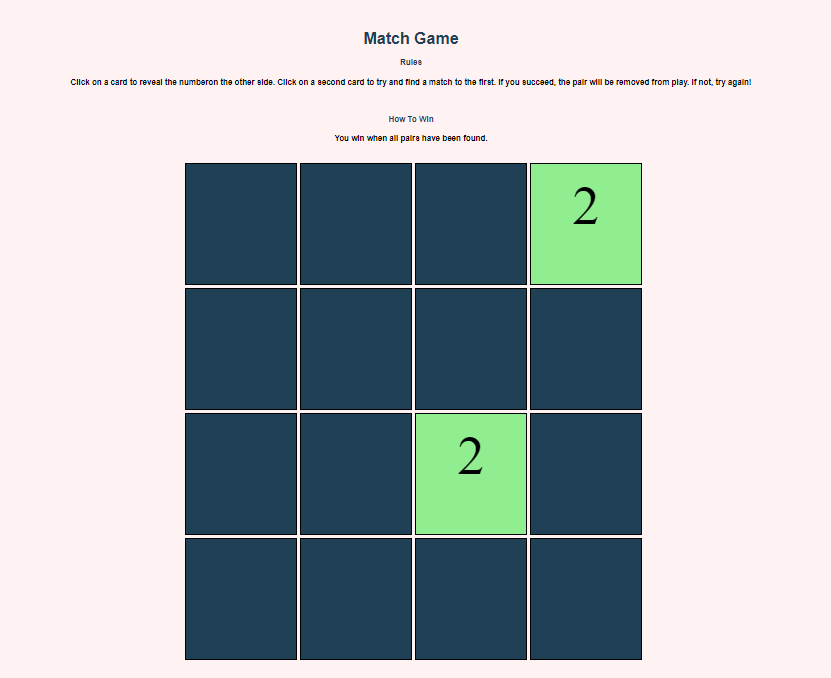 Match Game
Rules
Click on a card to reveal the numberon the other side. Click on a second card to try and find a match to the first. If you succeed, the pair will be removed from play. If not, try again!
How To Win
You win when all pairs have been found.
2
2